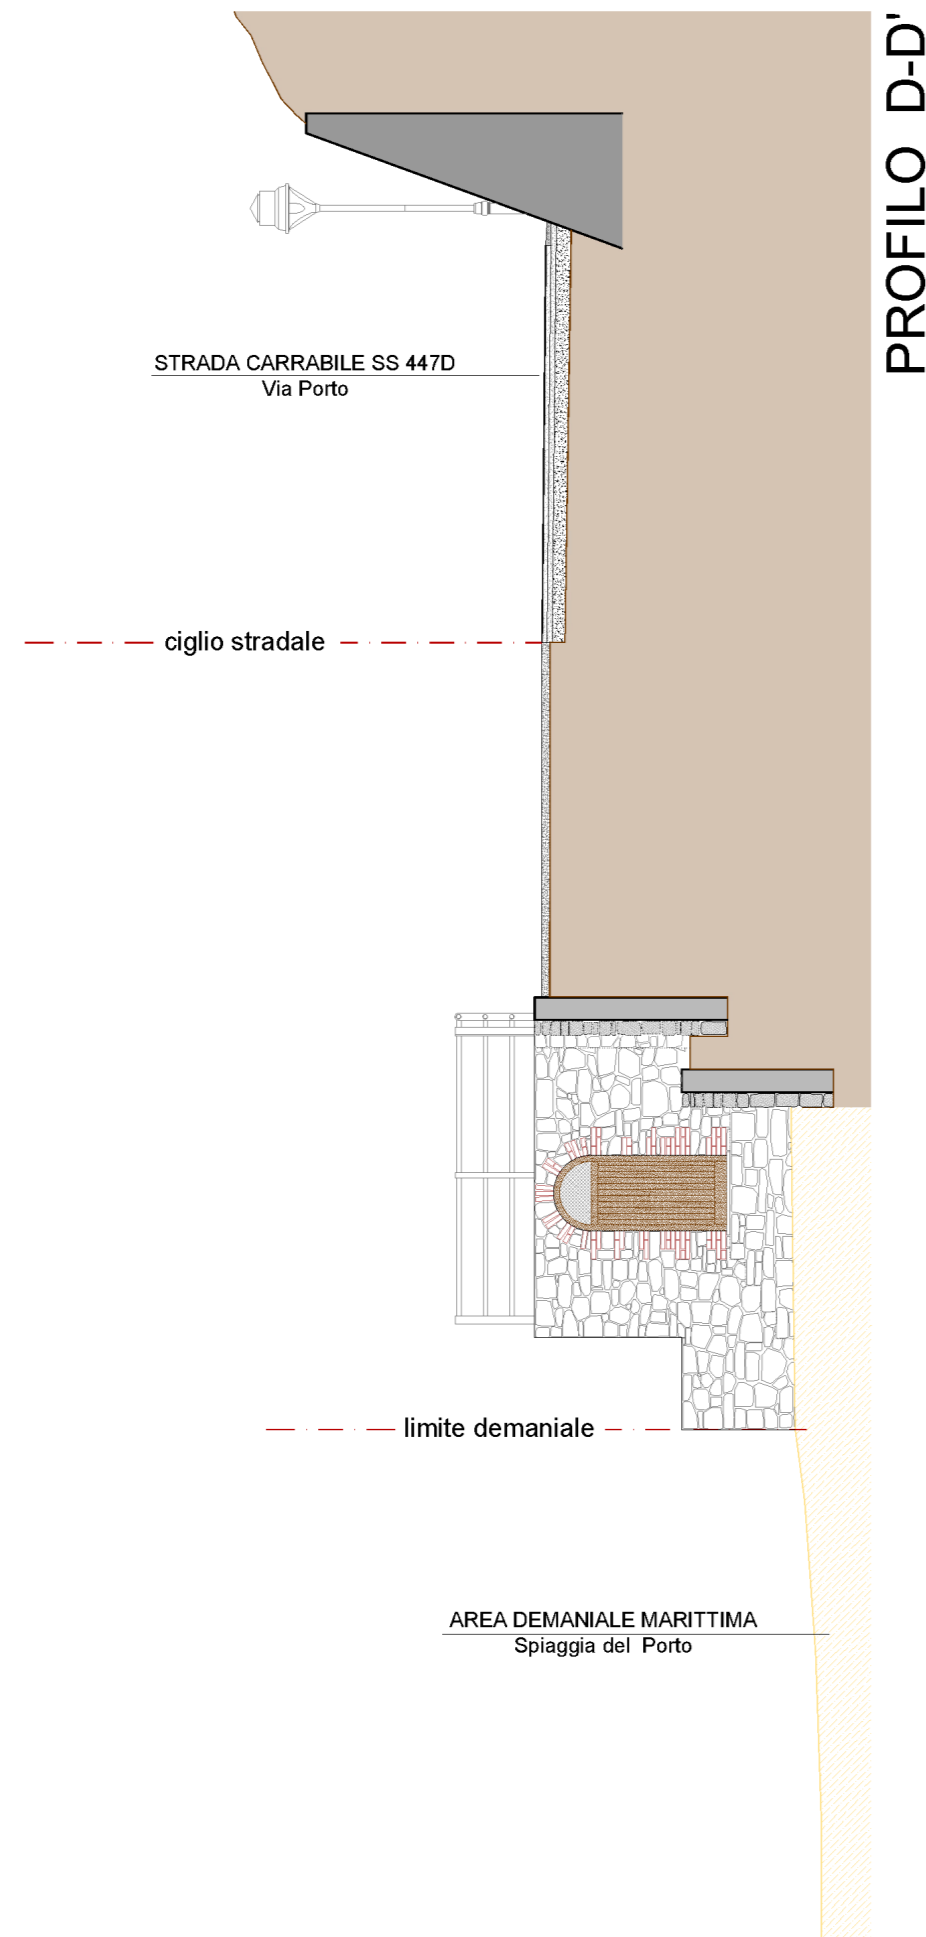 PROFILO D-D'
STRADA CARRABILE SS 447D
Via Porto
ciglio stradale
limite demaniale
AREA DEMANIALE MARITTIMA
Spiaggia del Porto